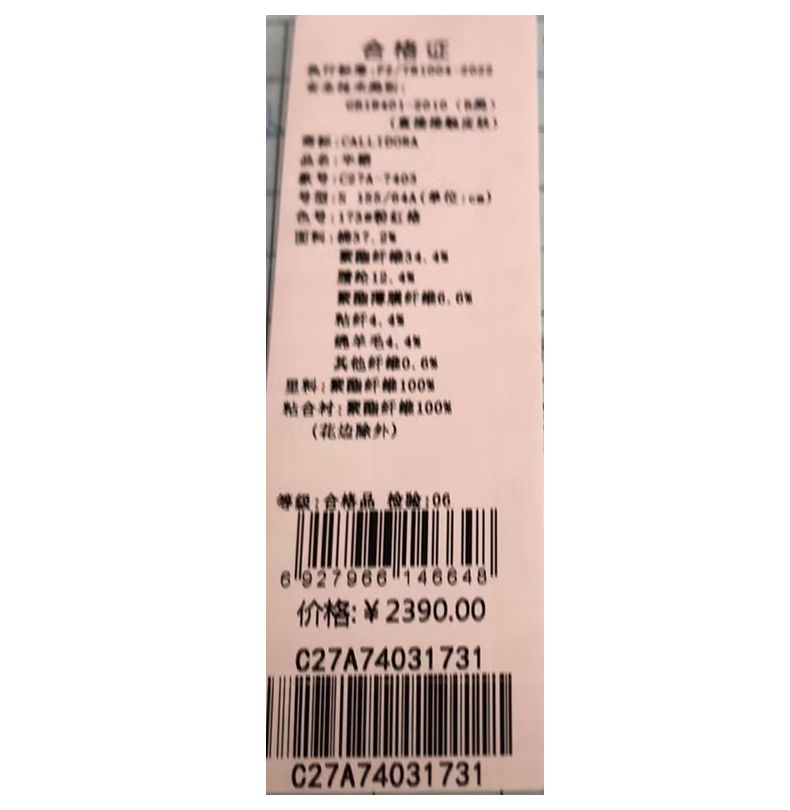 合格证
执行标准:FZ/T81004-2022
安全技术类别:
GB18401-2010 (B类)
(直接接触皮肤)
商标:CALLIDORA
品名:半裙
款号:C27A-7403
号型:S 155/64A(单位:cm)
色号:173#粉红格
面料:棉37.2%
聚酯纤维34.4%
腈纶12.4%
聚酯薄膜纤维6.6%
粘纤4.4%
绵羊毛4.4%
其他纤维0.6%
里料:聚酯纤维100%
粘合衬:聚酯纤维100%
(花边除外)
等级:合格品 检验:06
6 927966 146648
价格:¥2390.00
C27A74031731
C27A74031731